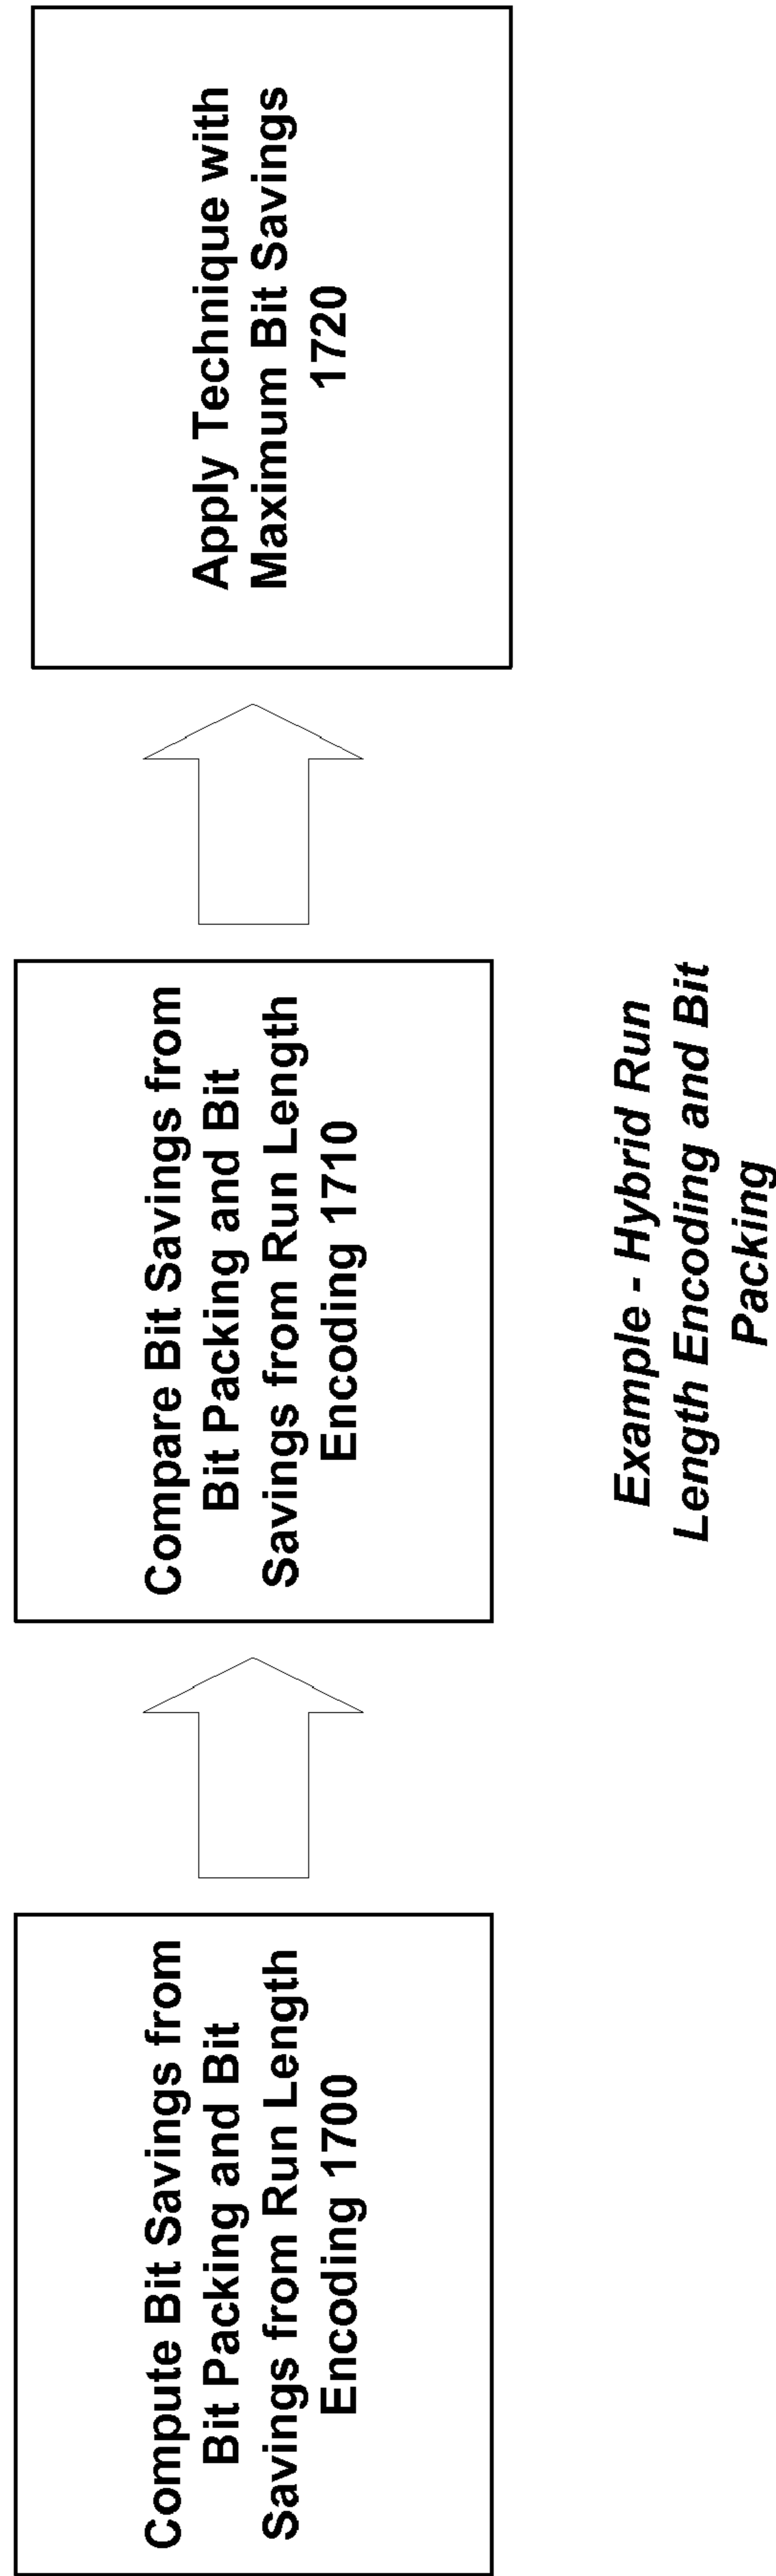 Compute Bit Savings from
Bit Packing and Bit
Savings from Run Length
Encoding 1700
Compare Bit Savings from
Bit Packing and Bit
Savings from Run Length
Encoding 1710
Apply Technique with
Maximum Bit Savings
1720
Example - Hybrid Run
Length Encoding and Bit
Packing